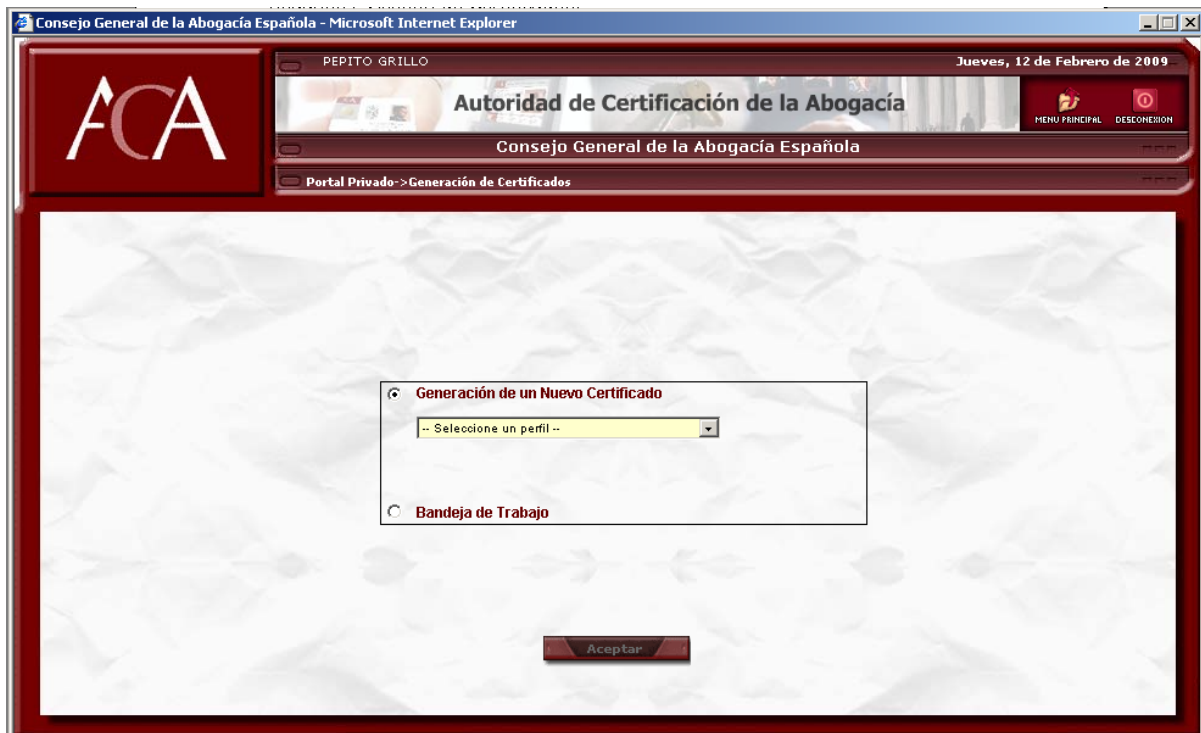 Consejo General de la Abogacía Española - Microsoft Internet Explorer
PEPITO GRILLO
Jueves, 12 de Febrero de 2009
ACA
Autoridad de Certificación de la Abogacía
MENU PRINCIPAL
DESCONEXION
Consejo General de la Abogacía Española
Portal Privado->Generación de Certificados
Generación de un Nuevo Certificado
-- Seleccione un perfil --
Bandeja de Trabajo
Aceptar